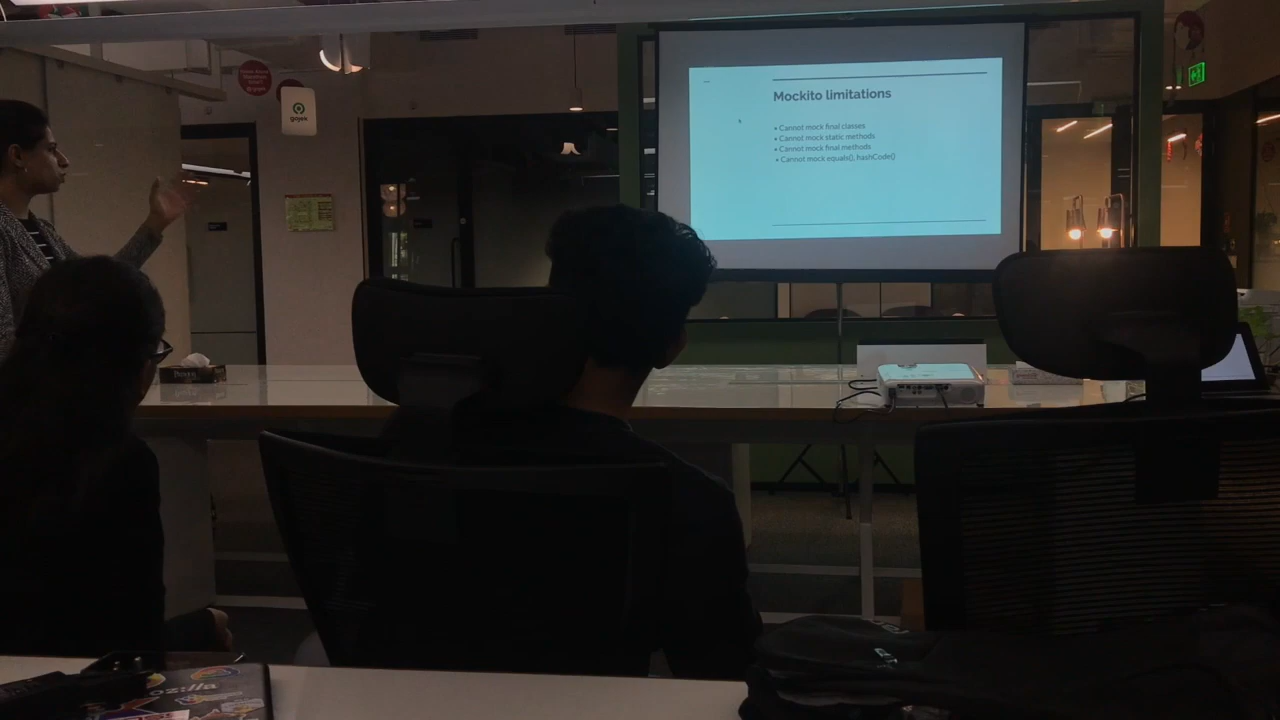 Mockito limitations
• Cannot mock final classes
• Cannot mock static methods
• Cannot mock final methods
• Cannot mock equals(), hashCode()
gojek
moz://a